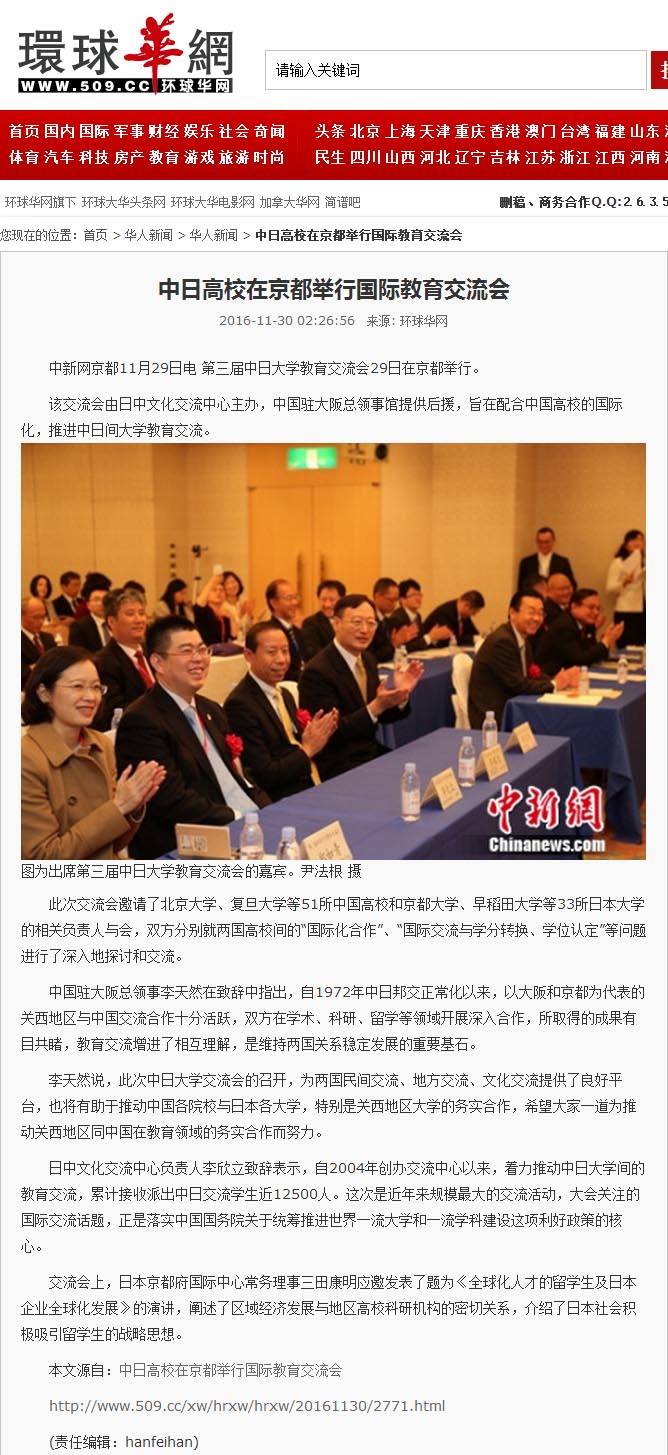 環球華網
WWW.509.CC 环球华网
请输入关键词
首页 国内 国际 军事 财经 娱乐 社会 奇闻 头条 北京 上海 天津 重庆 香港 澳门 台湾 福建 山东
体育 汽车 科技 房产 教育 游戏 旅游 时尚 民生 四川 山西 河北 辽宁 吉林 江苏 浙江 江西 河南
环球华网旗下 环球大华头条网 环球大华电影网 加拿大华网 简谱吧 删稿、商务合作Q.Q:2 6.3.5
您现在的位置：首页 > 华人新闻 > 华人新闻 > 中日高校在京都举行国际教育交流会
中日高校在京都举行国际教育交流会
2016-11-30 02:26:56 来源: 环球华网
中新网京都11月29日电 第三届中日大学教育交流会29日在京都举行。
该交流会由日中文化交流中心主办，中国驻大阪总领事馆提供后援，旨在配合中国高校的国际
化，推进中日间大学教育交流。
中新网
Chinanews.com
图为出席第三届中日大学教育交流会的嘉宾。尹法根 摄
此次交流会邀请了北京大学、复旦大学等51所中国高校和京都大学、早稻田大学等33所日本大学
的相关负责人与会，双方分别就两国高校间的“国际化合作”、“国际交流与学分转换、学位认定”等问题
进行了深入地探讨和交流。
中国驻大阪总领事李天然在致辞中指出，自1972年中日邦交正常化以来，以大阪和京都为代表的
关西地区与中国交流合作十分活跃，双方在学术、科研、留学等领域开展深入合作，所取得的成果有
目共睹，教育交流增进了相互理解，是维持两国关系稳定发展的重要基石。
李天然说，此次中日大学交流会的召开，为两国民间交流、地方交流、文化交流提供了良好平
台，也将有助于推动中国各院校与日本各大学，特别是关西地区大学的务实合作，希望大家一道为推
动关西地区同中国在教育领域的务实合作而努力。
日中文化交流中心负责人李欣立致辞表示，自2004年创办交流中心以来，着力推动中日大学间的
教育交流，累计接收派出中日交流学生近12500人。这次是近年来规模最大的交流活动，大会关注的
国际交流话题，正是落实中国国务院关于统筹推进世界一流大学和一流学科建设这项利好政策的核
心。
交流会上，日本京都府国际中心常务理事三田康明应邀发表了题为《全球化人才的留学生及日本
企业全球化发展》的演讲，阐述了区域经济发展与地区高校科研机构的密切关系，介绍了日本社会积
极吸引留学生的战略思想。
本文源自：中日高校在京都举行国际教育交流会
http://www.509.cc/xw/hrxw/hrxw/20161130/2771.html
(责任编辑：hanfeihan)